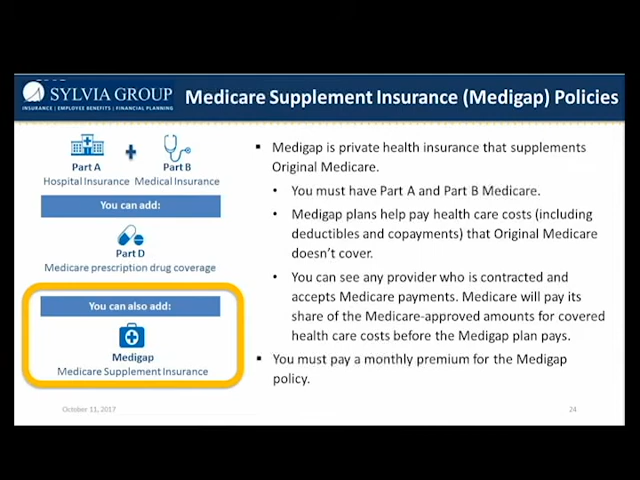 SYLVIA GROUP
INSURANCE | EMPLOYEE BENEFITS | FINANCIAL PLANNING
Medicare Supplement Insurance (Medigap) Policies
Part A
Hospital Insurance
+
Part B
Medical Insurance
You can add:
Part D
Medicare prescription drug coverage
You can also add:
Medigap
Medicare Supplement Insurance
▪ Medigap is private health insurance that supplements
Original Medicare.
• You must have Part A and Part B Medicare.
• Medigap plans help pay health care costs (including
deductibles and copayments) that Original Medicare
doesn't cover.
• You can see any provider who is contracted and
accepts Medicare payments. Medicare will pay its
share of the Medicare-approved amounts for covered
health care costs before the Medigap plan pays.
▪ You must pay a monthly premium for the Medigap
policy.
October 11, 2017
24